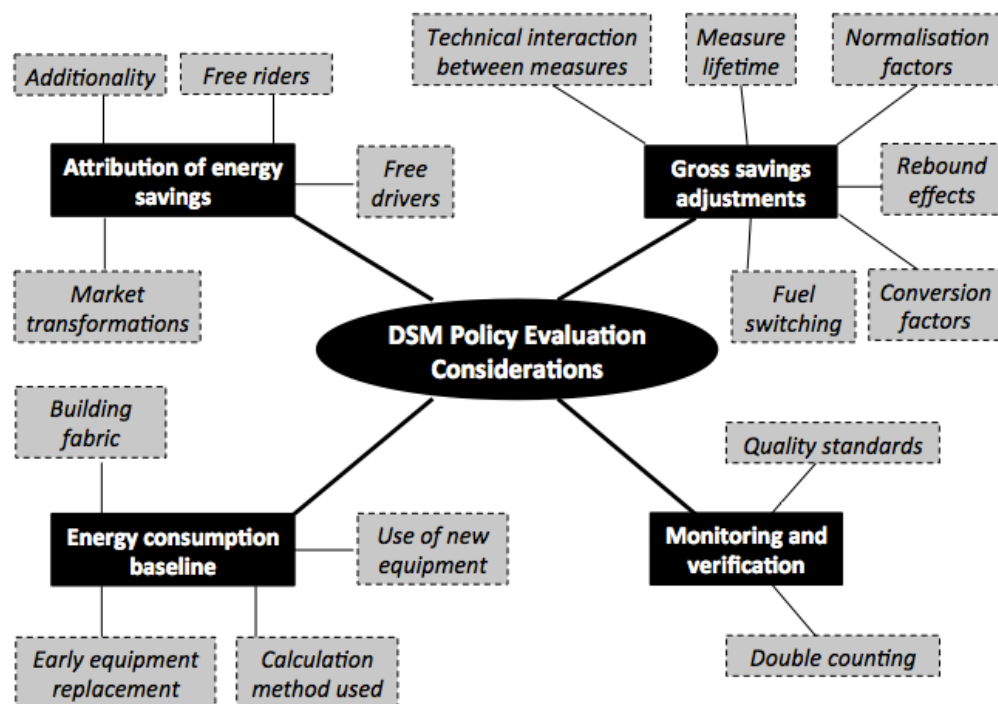 Additionality
Free riders
Attribution of energy
savings
Free
drivers
Market
transformations
Technical interaction
between measures
Measure
lifetime
Normalisation
factors
Gross savings
adjustments
Rebound
effects
Fuel
switching
Conversion
factors
DSM Policy Evaluation
Considerations
Building
fabric
Energy consumption
baseline
Use of new
equipment
Early equipment
replacement
Calculation
method used
Quality standards
Monitoring and
verification
Double counting